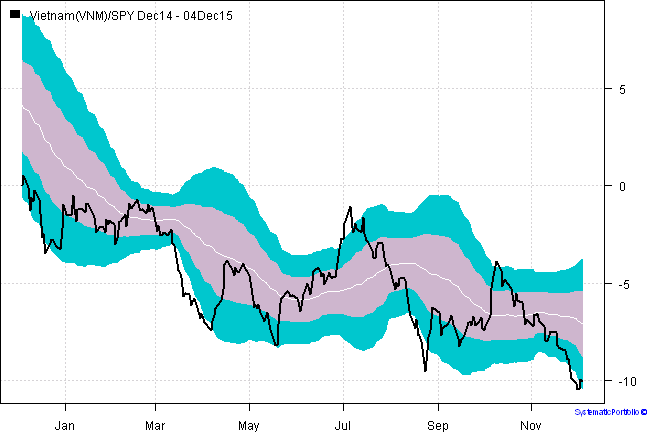 Vietnam(VNM)/SPY Dec14 - 04Dec15
5
0
-5
-10
Jan Mar May Jul Sep Nov
SystematicPortfolio ©